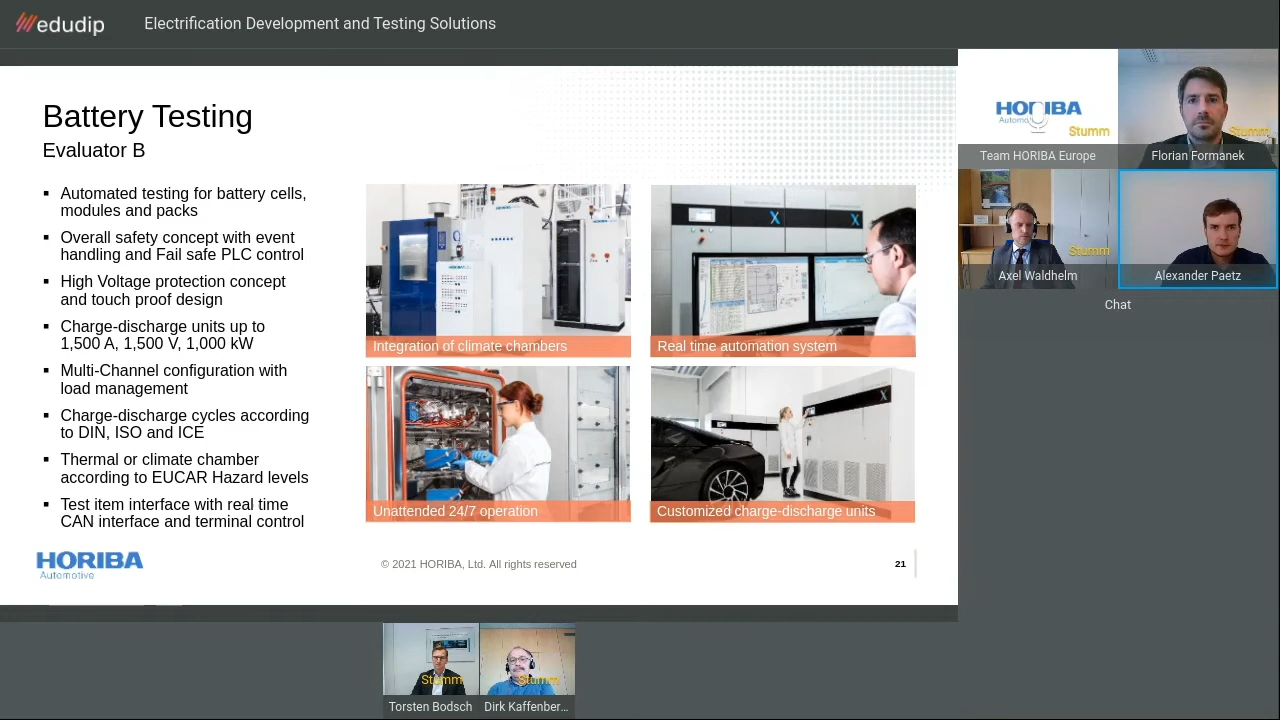 edudip
Electrification Development and Testing Solutions
Battery Testing
Evaluator B
▪ Automated testing for battery cells,
modules and packs
▪ Overall safety concept with event
handling and Fail safe PLC control
▪ High Voltage protection concept
and touch proof design
▪ Charge-discharge units up to
1,500 A, 1,500 V, 1,000 kW
▪ Multi-Channel configuration with
load management
▪ Charge-discharge cycles according
to DIN, ISO and ICE
▪ Thermal or climate chamber
according to EUCAR Hazard levels
▪ Test item interface with real time
CAN interface and terminal control
Integration of climate chambers
Real time automation system
Unattended 24/7 operation
Customized charge-discharge units
HORIBA
Automotive
© 2021 HORIBA, Ltd. All rights reserved
21
HORIBA
Stumm
Team HORIBA Europe
Stumm
Florian Formanek
Stumm
Axel Waldhelm
Alexander Paetz
Chat
Stumm
Torsten Bodsch
Stumm
Dirk Kaffenber...